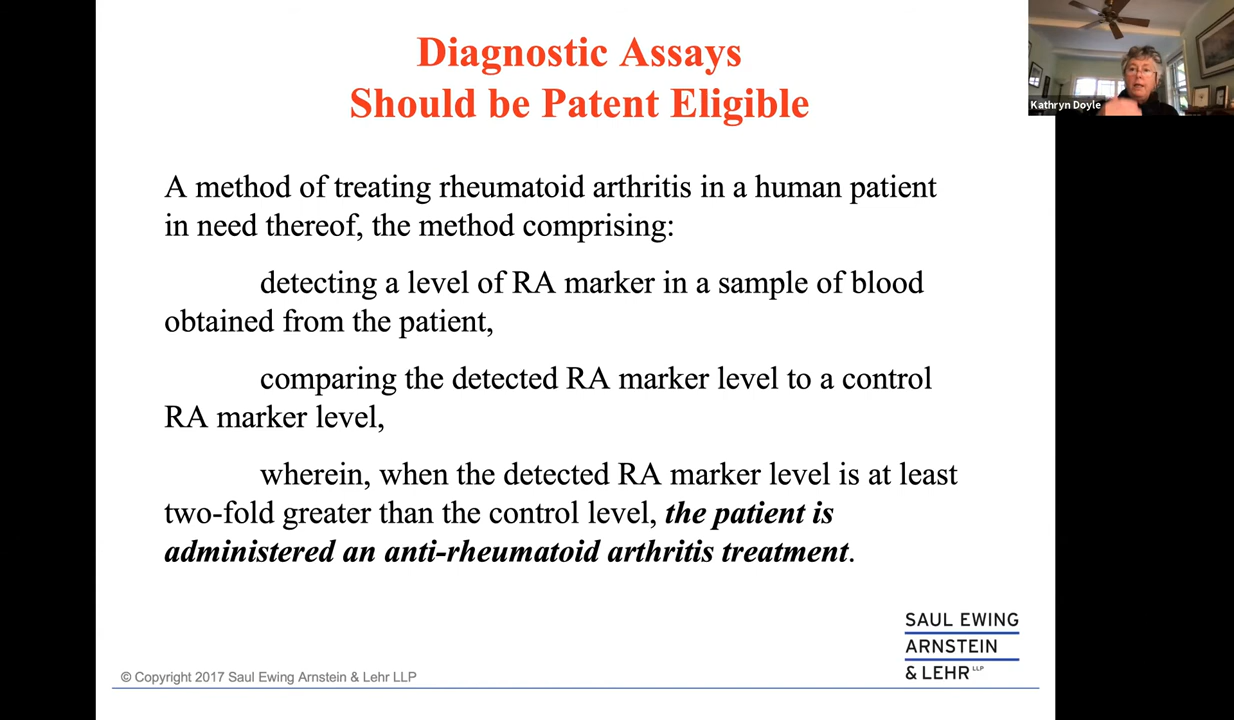 Diagnostic Assays
Should be Patent Eligible
Kathryn Doyle
A method of treating rheumatoid arthritis in a human patient
in need thereof, the method comprising:
detecting a level of RA marker in a sample of blood
obtained from the patient,
comparing the detected RA marker level to a control
RA marker level,
wherein, when the detected RA marker level is at least
two-fold greater than the control level, the patient is
administered an anti-rheumatoid arthritis treatment.
SAUL EWING
ARNSTEIN
& LEHR LLP
© Copyright 2017 Saul Ewing Arnstein & Lehr LLP